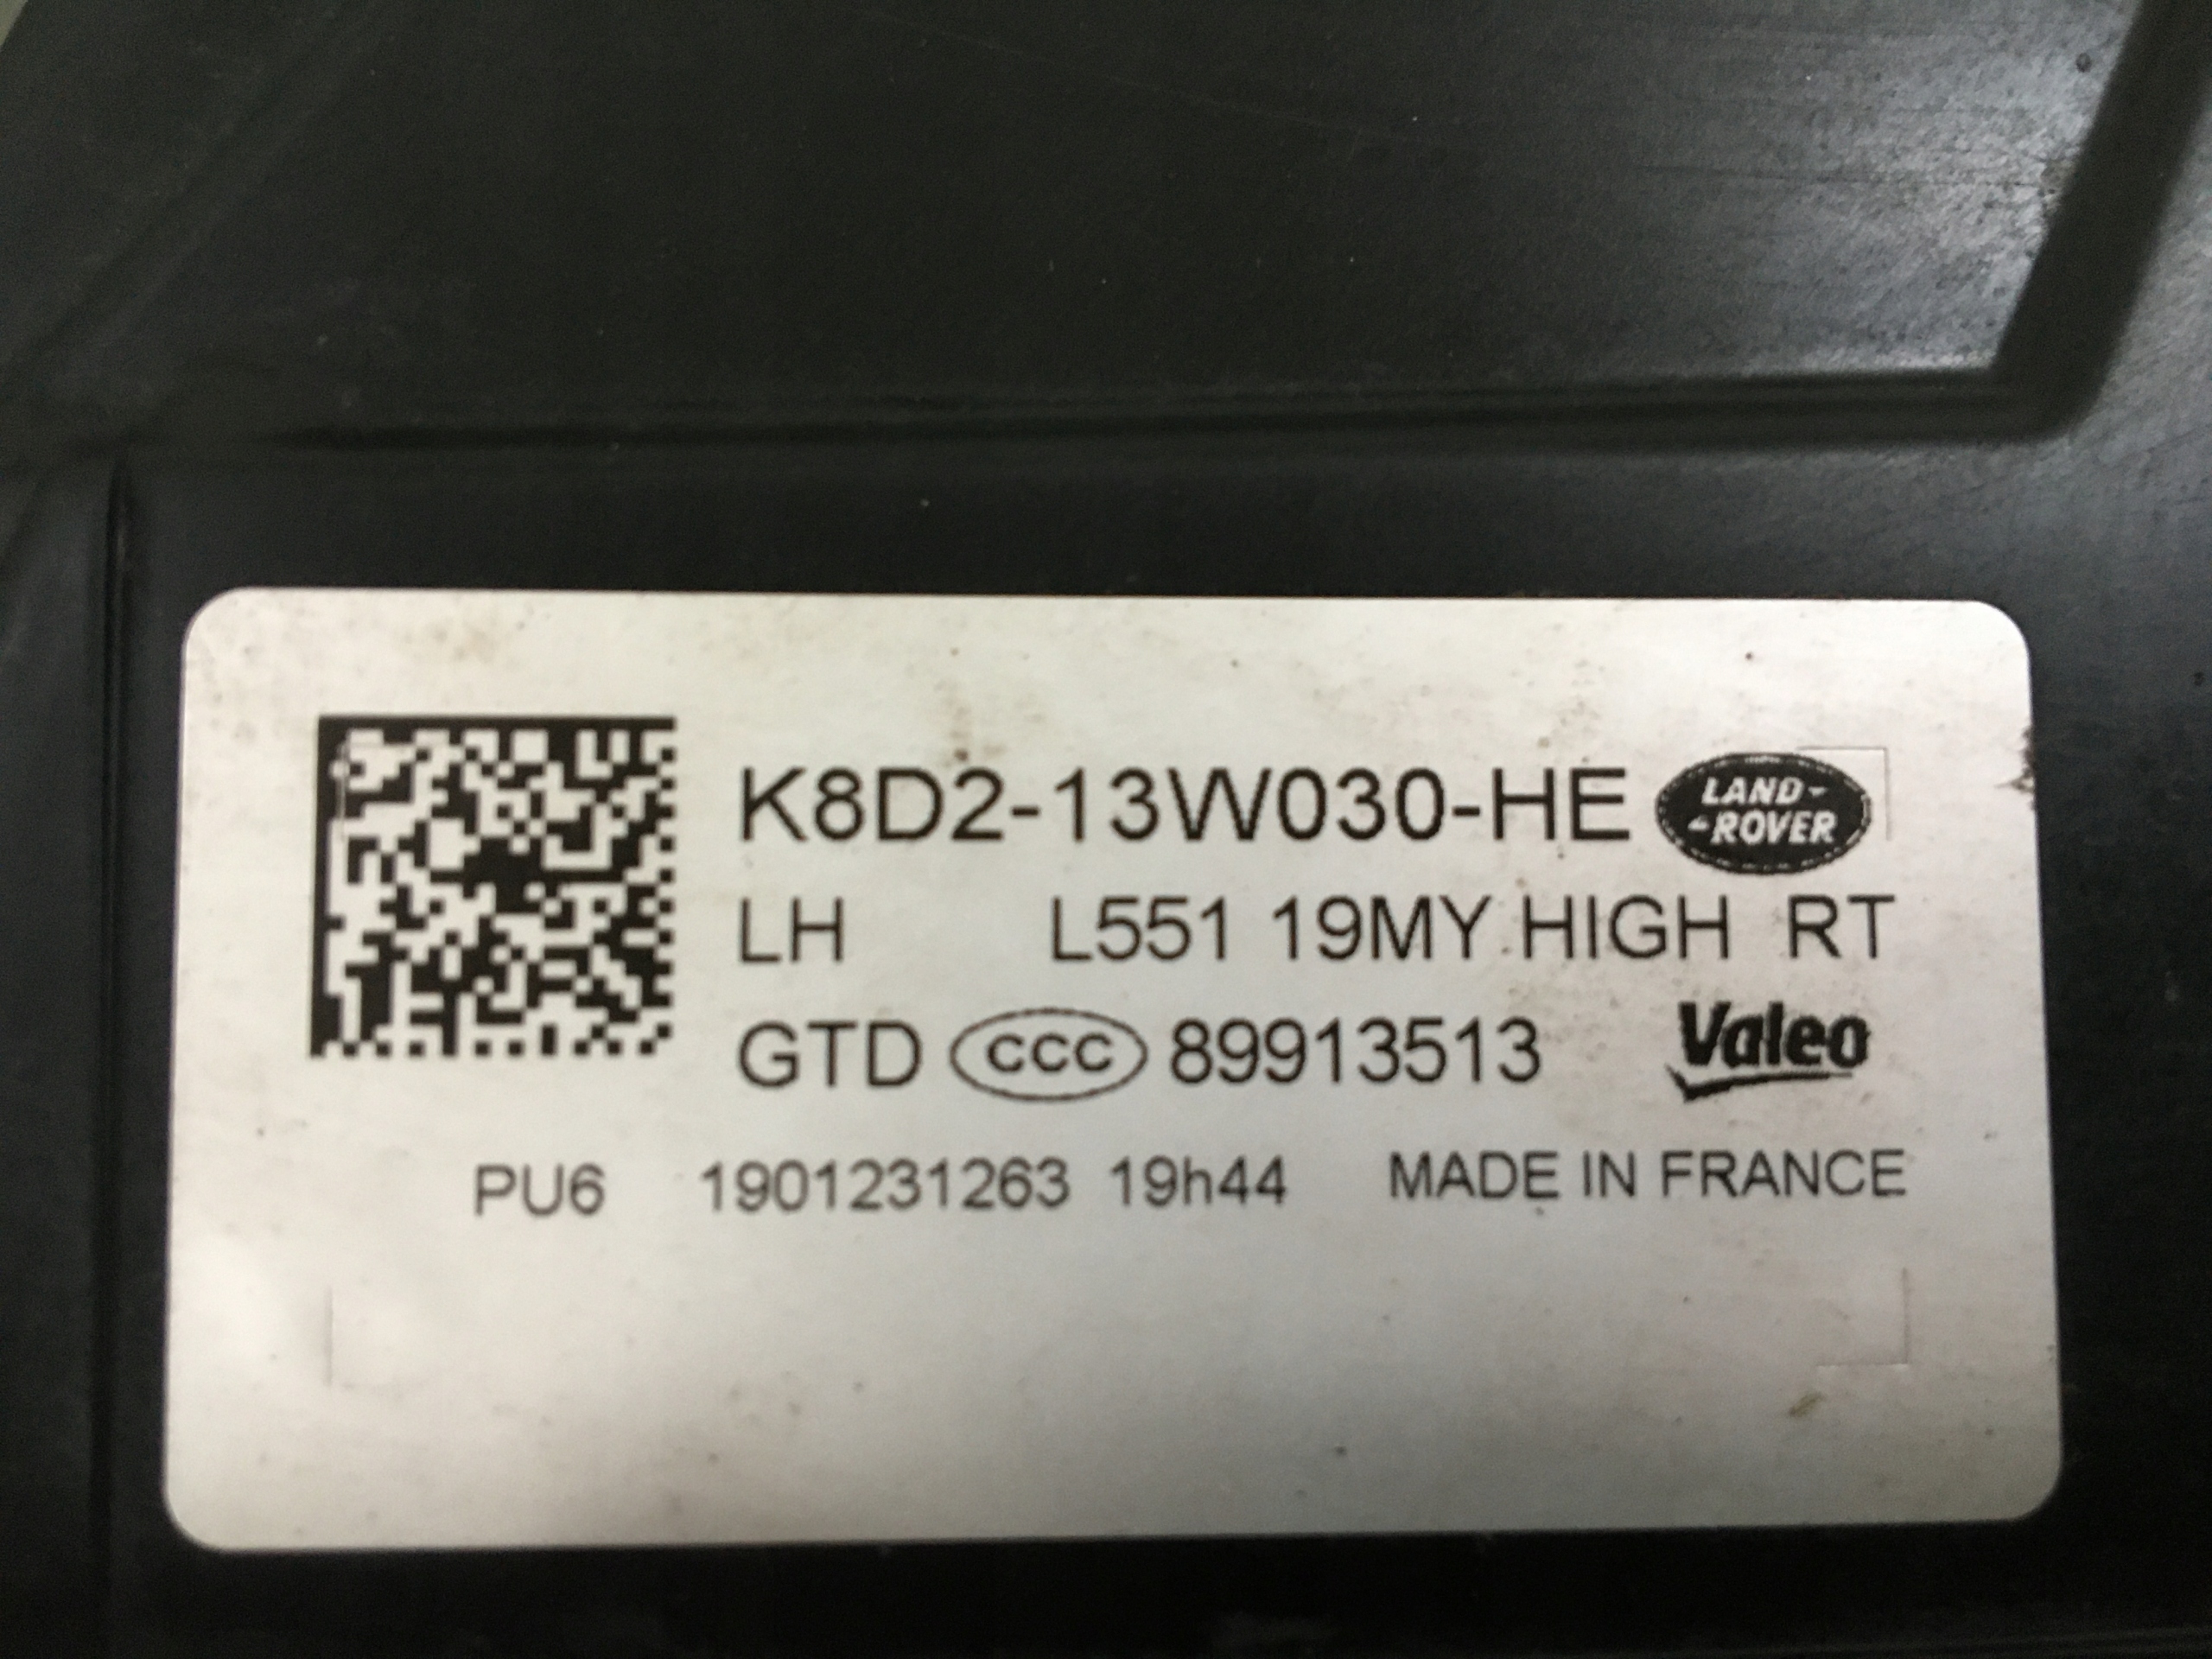 K8D2-13W030-HE LAND-ROVER
LH L551 19MY HIGH RT
GTD CCC 89913513 Valeo
PU6 1901231263 19h44 MADE IN FRANCE